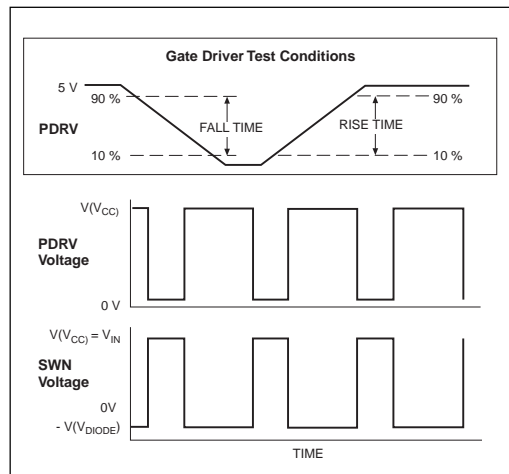 Gate Driver Test Conditions
5 V
90 %
90 %
FALL TIME
RISE TIME
PDRV
10 %
10 %
V(VCC)
PDRV
Voltage
0 V
V(VCC) = VIN
SWN
Voltage
0V
- V(VDIODE)
TIME